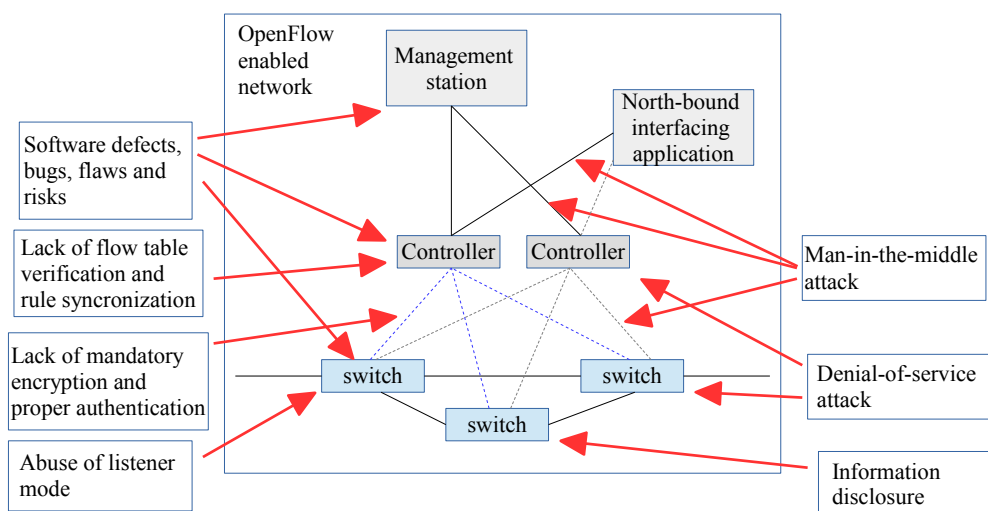 OpenFlow
enabled
network
Management
station
North-bound
interfacing
application
Software defects,
bugs, flaws and
risks
Controller
Controller
Lack of flow table
verification and
rule syncronization
Man-in-the-middle
attack
Lack of mandatory
encryption and
proper authentication
switch
switch
switch
Denial-of-service
attack
Abuse of listener
mode
Information
disclosure